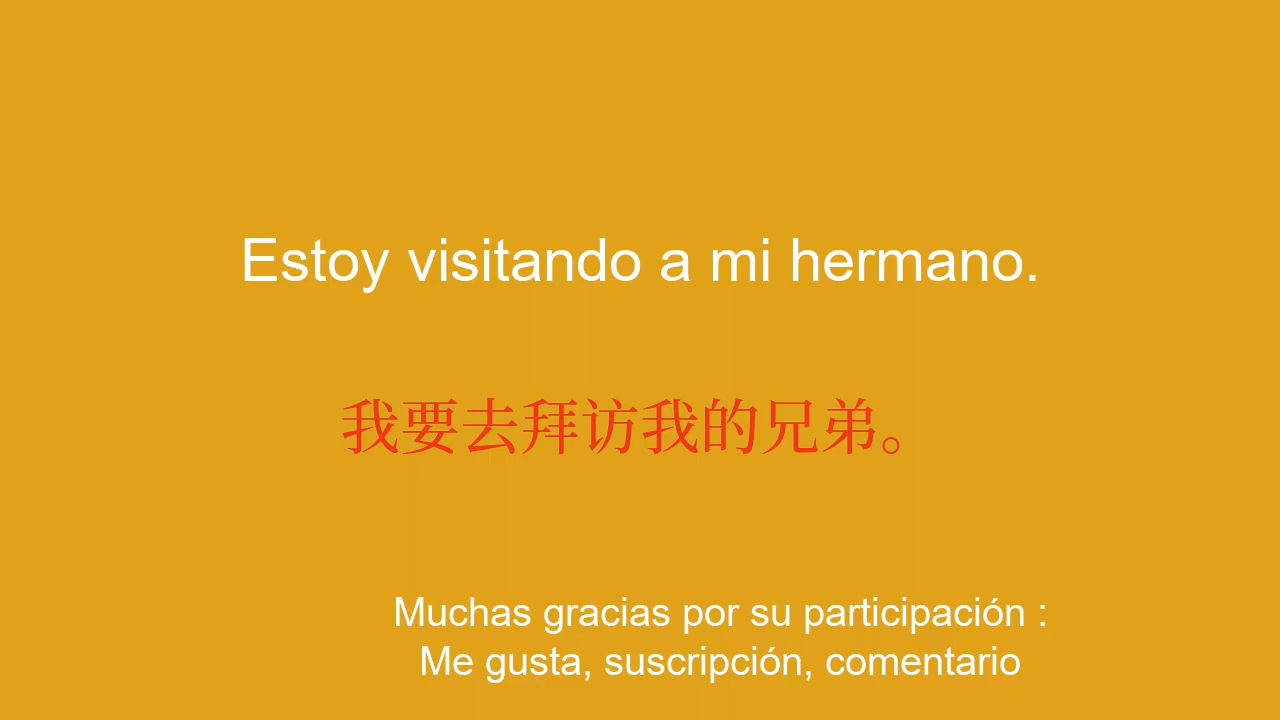 Estoy visitando a mi hermano.
我要去拜访我的兄弟。
Muchas gracias por su participación :
Me gusta, suscripción, comentario